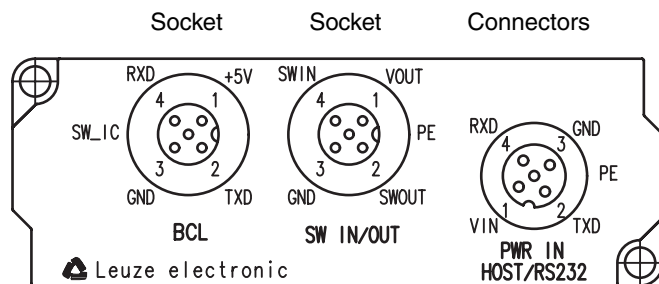 Socket Socket Connectors
RXD +5V SWIN VOUT
4 1 4 1
RXD GND
SW_IC PE 4 3
3 2 3 2 PE
GND TXD GND SWOUT
1 2
VIN TXD
BCL SW IN/OUT
PWR IN
Leuze electronic HOST/RS232